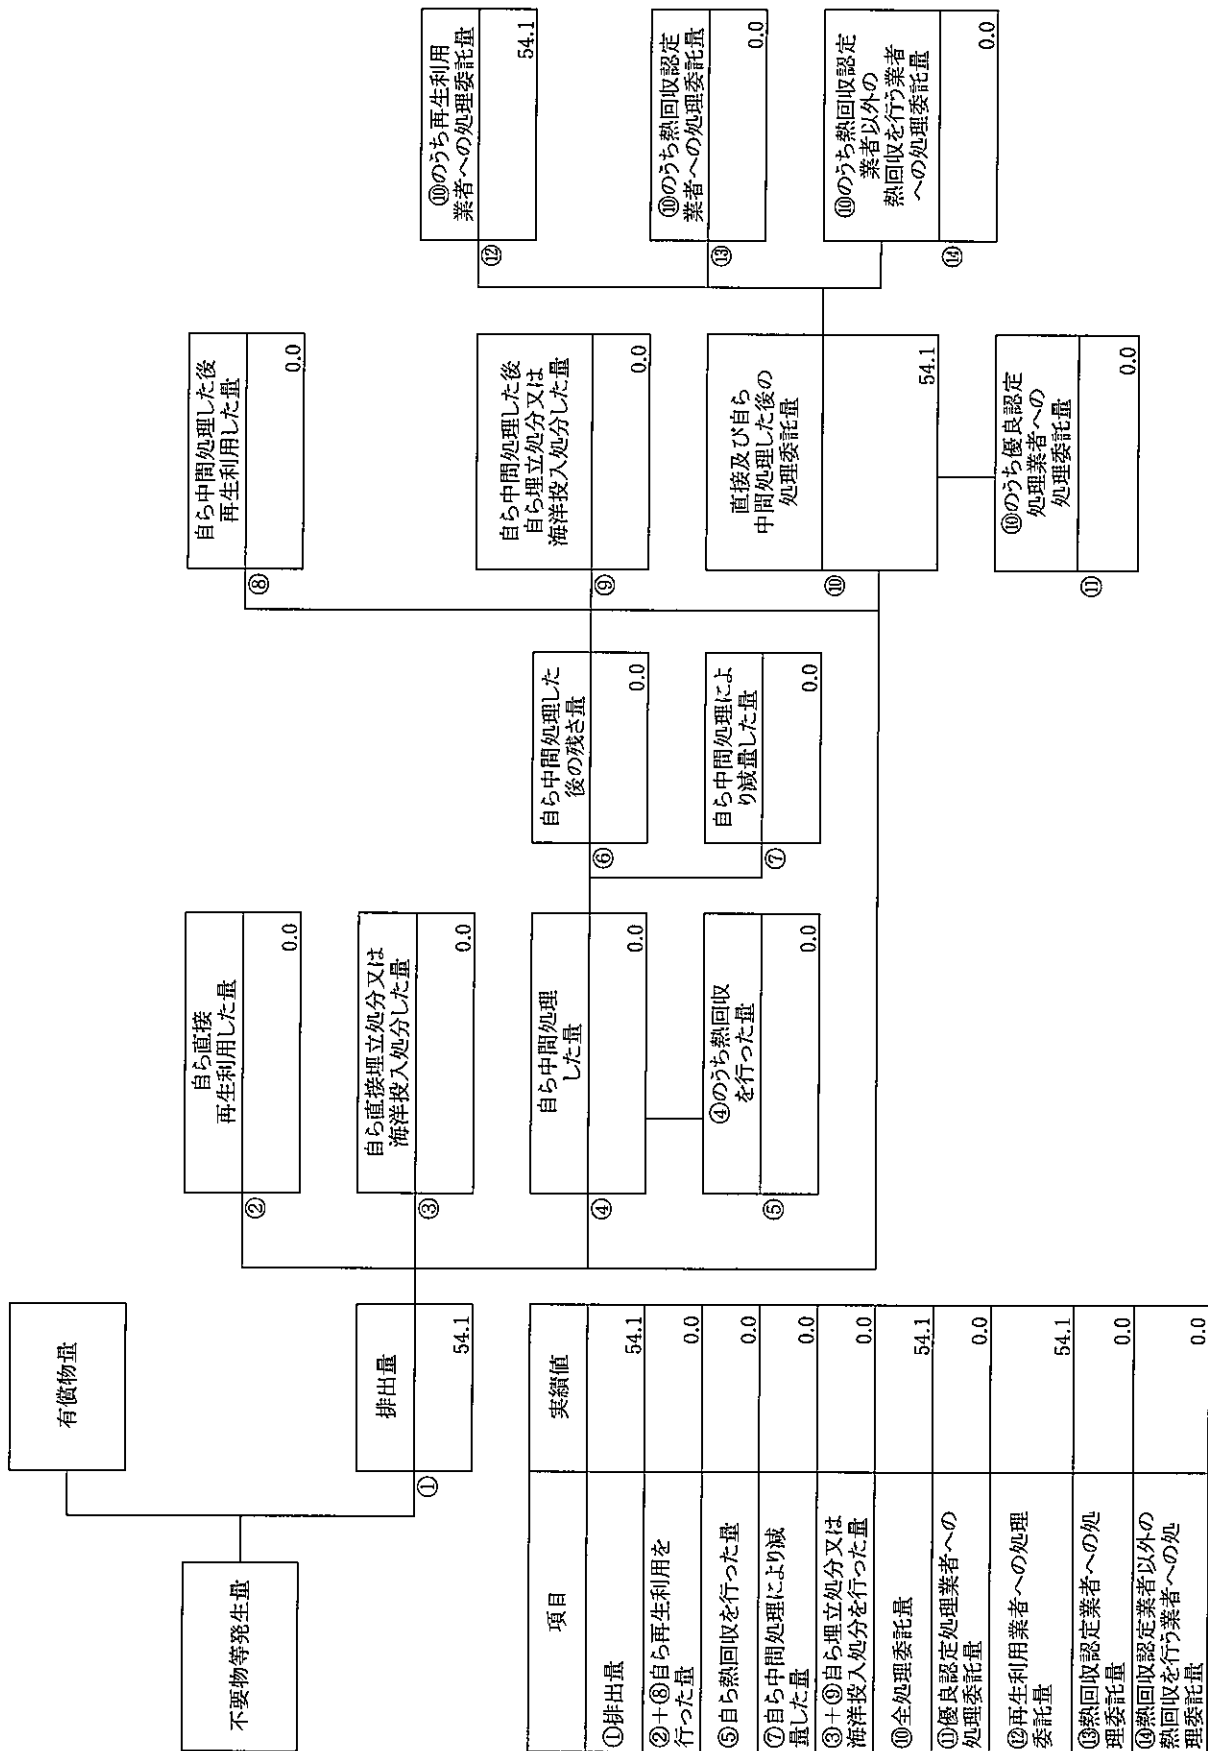 不要物等発生量
有償物量
①
排出量
54.1
②
自ら直接
再生利用した量
0.0
③
自ら直接埋立処分又は
海洋投入処分した量
0.0
④
自ら中間処理
した量
0.0
⑤
④のうち熱回収
を行った量
0.0
⑥
自ら中間処理した
後の残さ量
0.0
⑦
自ら中間処理によ
り減量した量
0.0
⑧
自ら中間処理した後
再生利用した量
0.0
⑨
自ら中間処理した後
自ら埋立処分又は
海洋投入処分した量
0.0
⑩
直接及び自ら
中間処理した後の
処理委託量
54.1
⑪
⑩のうち優良認定
処理業者への
処理委託量
0.0
⑫
⑩のうち再生利用
業者への処理委託量
54.1
⑬
⑩のうち熱回収認定
業者への処理委託量
0.0
⑭
⑩のうち熱回収認定
業者以外の
熱回収を行う業者
への処理委託量
0.0
項目
実績値
①排出量
54.1
②+⑧自ら再生利用を
行った量
0.0
⑤自ら熱回収を行った量
0.0
⑦自ら中間処理により減
量した量
0.0
③+⑨自ら埋立処分又は
海洋投入処分を行った量
0.0
⑩全処理委託量
54.1
⑪優良認定処理業者への
処理委託量
0.0
⑫再生利用業者への処理
委託量
54.1
⑬熱回収認定業者への処
理委託量
0.0
⑭熱回収認定業者以外の
熱回収を行う業者への処
理委託量
0.0